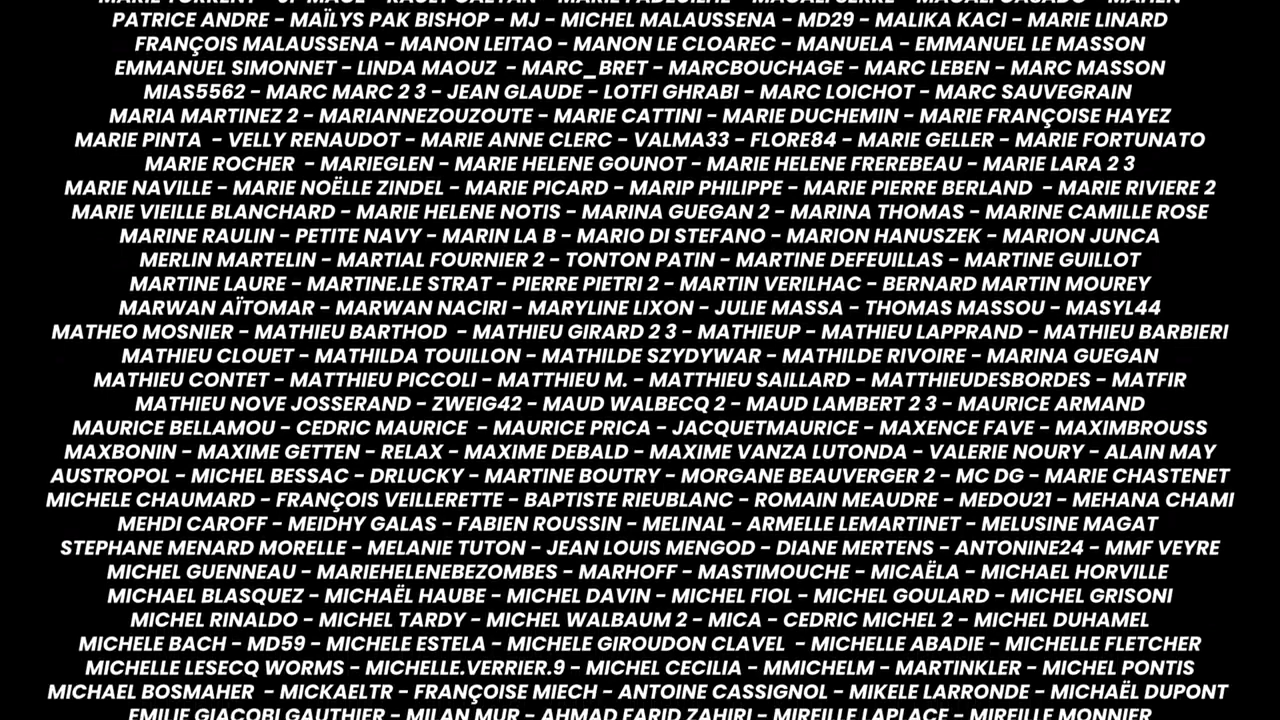 PATRICE ANDRE - MAÏLYS PAK BISHOP - MJ - MICHEL MALAUSSENA - MD29 - MALIKA KACI - MARIE LINARD
FRANÇOIS MALAUSSENA - MANON LEITAO - MANON LE CLOAREC - MANUELA - EMMANUEL LE MASSON
EMMANUEL SIMONNET - LINDA MAOUZ - MARC_BRET - MARCBOUCHAGE - MARC LEBEN - MARC MASSON
MIAS5562 - MARC MARC 2 3 - JEAN GLAUDE - LOTFI GHRABI - MARC LOICHOT - MARC SAUVEGRAIN
MARIA MARTINEZ 2 - MARIANNEZOUZOUTE - MARIE CATTINI - MARIE DUCHEMIN - MARIE FRANÇOISE HAYEZ
MARIE PINTA - VELLY RENAUDOT - MARIE ANNE CLERC - VALMA33 - FLORE84 - MARIE GELLER - MARIE FORTUNATO
MARIE ROCHER - MARIEGLEN - MARIE HELENE GOUNOT - MARIE HELENE FREREBEAU - MARIE LARA 2 3
MARIE NAVILLE - MARIE NOËLLE ZINDEL - MARIE PICARD - MARIP PHILIPPE - MARIE PIERRE BERLAND - MARIE RIVIERE 2
MARIE VIEILLE BLANCHARD - MARIE HELENE NOTIS - MARINA GUEGAN 2 - MARINA THOMAS - MARINE CAMILLE ROSE
MARINE RAULIN - PETITE NAVY - MARIN LA B - MARIO DI STEFANO - MARION HANUSZEK - MARION JUNCA
MERLIN MARTELIN - MARTIAL FOURNIER 2 - TONTON PATIN - MARTINE DEFEUILLAS - MARTINE GUILLOT
MARTINE LAURE - MARTINE.LE STRAT - PIERRE PIETRI 2 - MARTIN VERILHAC - BERNARD MARTIN MOUREY
MARWAN AÏTOMAR - MARWAN NACIRI - MARYLINE LIXON - JULIE MASSA - THOMAS MASSOU - MASYL44
MATHEO MOSNIER - MATHIEU BARTHOD - MATHIEU GIRARD 2 3 - MATHIEUP - MATHIEU LAPPRAND - MATHIEU BARBIERI
MATHIEU CLOUET - MATHILDA TOUILLON - MATHILDE SZYDYWAR - MATHILDE RIVOIRE - MARINA GUEGAN
MATHIEU CONTET - MATTHIEU PICCOLI - MATTHIEU M. - MATTHIEU SAILLARD - MATTHIEUDESBORDES - MATFIR
MATHIEU NOVE JOSSERAND - ZWEIG42 - MAUD WALBECQ 2 - MAUD LAMBERT 2 3 - MAURICE ARMAND
MAURICE BELLAMOU - CEDRIC MAURICE - MAURICE PRICA - JACQUETMAURICE - MAXENCE FAVE - MAXIMBROUSS
MAXBONIN - MAXIME GETTEN - RELAX - MAXIME DEBALD - MAXIME VANZA LUTONDA - VALERIE NOURY - ALAIN MAY
AUSTROPOL - MICHEL BESSAC - DRLUCKY - MARTINE BOUTRY - MORGANE BEAUVERGER 2 - MC DG - MARIE CHASTENET
MICHELE CHAUMARD - FRANÇOIS VEILLERETTE - BAPTISTE RIEUBLANC - ROMAIN MEAUDRE - MEDOU21 - MEHANA CHAMI
MEHDI CAROFF - MEIDHY GALAS - FABIEN ROUSSIN - MELINAL - ARMELLE LEMARTINET - MELUSINE MAGAT
STEPHANE MENARD MORELLE - MELANIE TUTON - JEAN LOUIS MENGOD - DIANE MERTENS - ANTONINE24 - MMF VEYRE
MICHEL GUENNEAU - MARIEHELENEBEZOMBES - MARHOFF - MASTIMOUCHE - MICAËLA - MICHAEL HORVILLE
MICHAEL BLASQUEZ - MICHAËL HAUBE - MICHEL DAVIN - MICHEL FIOL - MICHEL GOULARD - MICHEL GRISONI
MICHEL RINALDO - MICHEL TARDY - MICHEL WALBAUM 2 - MICA - CEDRIC MICHEL 2 - MICHEL DUHAMEL
MICHELE BACH - MD59 - MICHELE ESTELA - MICHELE GIROUDON CLAVEL - MICHELLE ABADIE - MICHELLE FLETCHER
MICHELLE LESECQ WORMS - MICHELLE.VERRIER.9 - MICHEL CECILIA - MMICHELM - MARTINKLER - MICHEL PONTIS
MICHAEL BOSMAHER - MICKAELTR - FRANÇOISE MIECH - ANTOINE CASSIGNOL - MIKELE LARRONDE - MICHAËL DUPONT
EMILIE GIACOBI GAUTHIER - MILAN MUR - AHMAD FARID ZAHIRI - MIREILLE LAPLACE - MIREILLE MONNIER